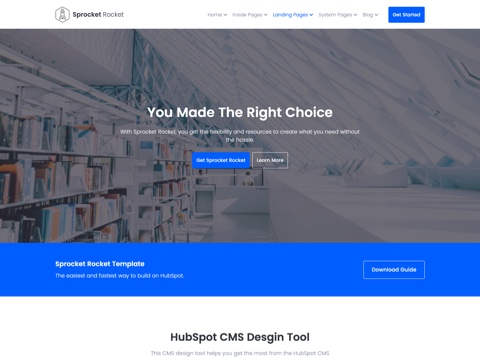 Sprocket Rocket
Home Inside Pages Landing Pages System Pages Blog Get Started
You Made The Right Choice
With Sprocket Rocket, you get the flexibility and resources to create what you need without
the hassle.
Get Sprocket Rocket Learn More
Sprocket Rocket Template
The easiest and fastest way to build on HubSpot.
Download Guide
HubSpot CMS Desgin Tool
This CMS design tool helps you get the most from the HubSpot CMS